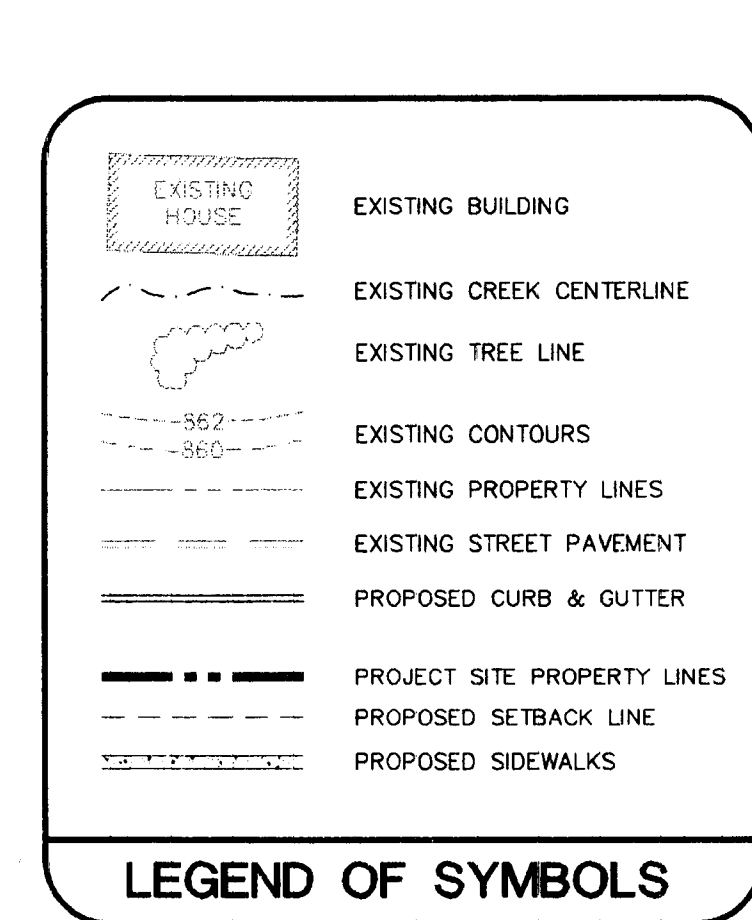 EXISTING
HOUSE
EXISTING BUILDING
EXISTING CREEK CENTERLINE
EXISTING TREE LINE
862
860
EXISTING CONTOURS
EXISTING PROPERTY LINES
EXISTING STREET PAVEMENT
PROPOSED CURB & GUTTER
PROJECT SITE PROPERTY LINES
PROPOSED SETBACK LINE
PROPOSED SIDEWALKS
LEGEND OF SYMBOLS